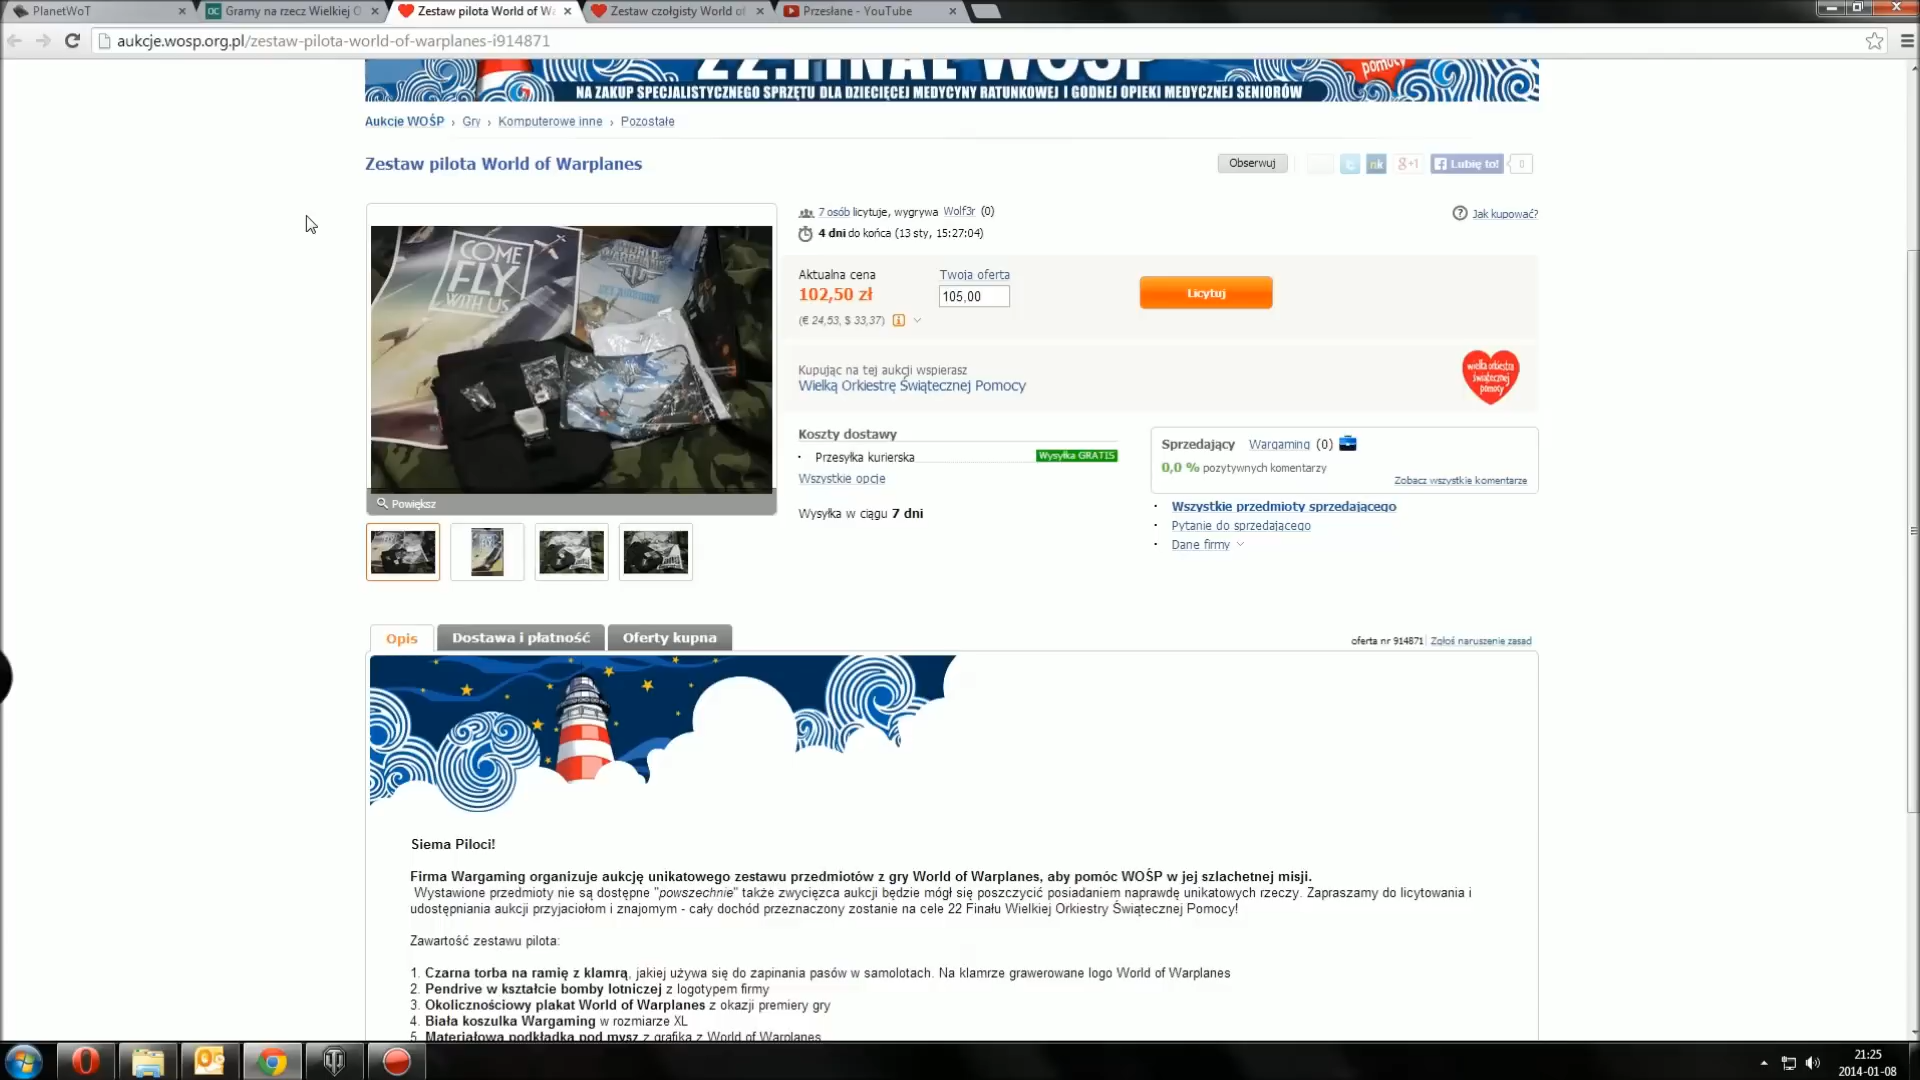 PlanetWoT
Gramy na rzecz Wielkiej O
Zestaw pilota World of Wa
Zestaw czołgisty World of
Przesłane - YouTube
aukcje.wosp.org.pl/zestaw-pilota-world-of-warplanes-i914871
22.FINAŁ WOŚP
pomocy
NA ZAKUP SPECJALISTYCZNEGO SPRZĘTU DLA DZIECIĘCEJ MEDYCYNY RATUNKOWEJ I GODNEJ OPIEKI MEDYCZNEJ SENIORÓW
Aukcje WOŚP › Gry › Komputerowe inne › Pozostałe
Zestaw pilota World of Warplanes
Obserwuj
nk
g+1
Lubię to!
0
7 osób licytuje, wygrywa Wolf3r (0)
Jak kupować?
4 dni do końca (13 sty, 15:27:04)
COME
FLY
WITH US
WORLD
WARPLANES
GET AIRBORNE
Aktualna cena
Twoja oferta
102,50 zł
105,00
Licytuj
(€ 24,53, $ 33,37)
Kupując na tej aukcji wspierasz
Wielką Orkiestrę Świątecznej Pomocy
wielka orkiestra
świątecznej
pomocy
Koszty dostawy
Przesyłka kurierska
Wysyłka GRATIS
Wszystkie opcje
Wysyłka w ciągu 7 dni
Sprzedający Wargaming (0)
0,0 % pozytywnych komentarzy
Zobacz wszystkie komentarze
Wszystkie przedmioty sprzedającego
Pytanie do sprzedającego
Dane firmy
Powiększ
Opis
Dostawa i płatność
Oferty kupna
oferta nr 914871 | Zgłoś naruszenie zasad
Siema Piloci!
Firma Wargaming organizuje aukcję unikatowego zestawu przedmiotów z gry World of Warplanes, aby pomóc WOŚP w jej szlachetnej misji.
Wystawione przedmioty nie są dostępne "powszechnie" także zwycięzca aukcji będzie mógł się poszczycić posiadaniem naprawdę unikatowych rzeczy. Zapraszamy do licytowania i
udostępniania aukcji przyjaciołom i znajomym - cały dochód przeznaczony zostanie na cele 22 Finału Wielkiej Orkiestry Świątecznej Pomocy!
Zawartość zestawu pilota:
1. Czarna torba na ramię z klamrą, jakiej używa się do zapinania pasów w samolotach. Na klamrze grawerowane logo World of Warplanes
2. Pendrive w kształcie bomby lotniczej z logotypem firmy
3. Okolicznościowy plakat World of Warplanes z okazji premiery gry
4. Biała koszulka Wargaming w rozmiarze XL
5. Materiałowa podkładka pod mysz z grafiką z World of Warplanes
21:25
2014-01-08